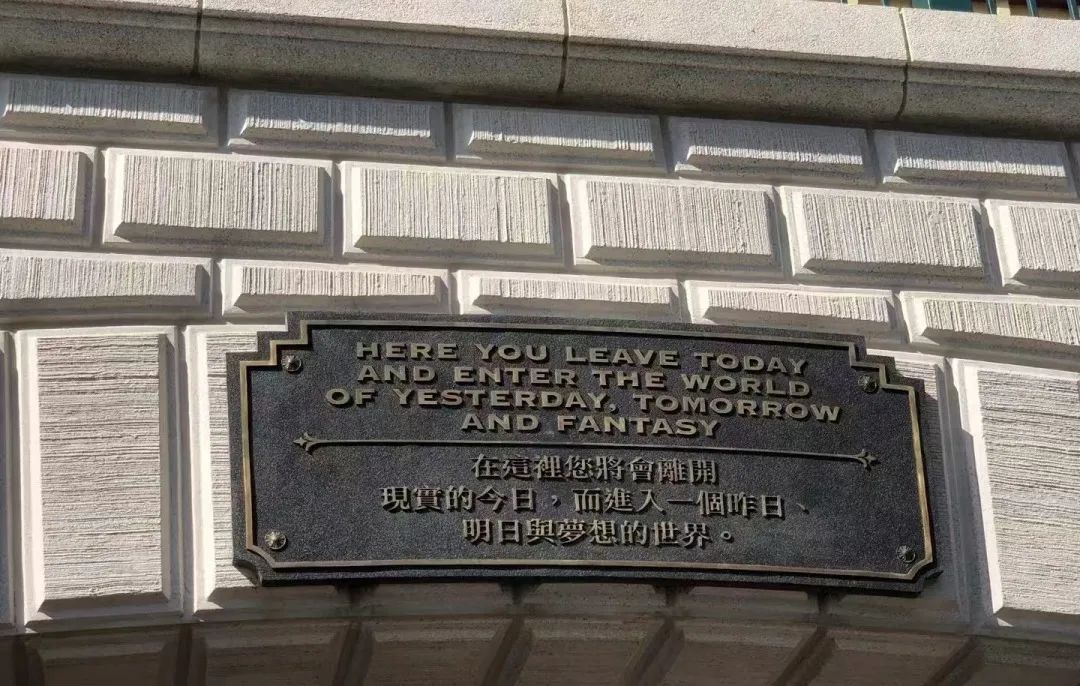 HERE YOU LEAVE TODAY
AND ENTER THE WORLD
OF YESTERDAY, TOMORROW
AND FANTASY
在這裡您將會離開
現實的今日，而進入一個昨日、
明日與夢想的世界。